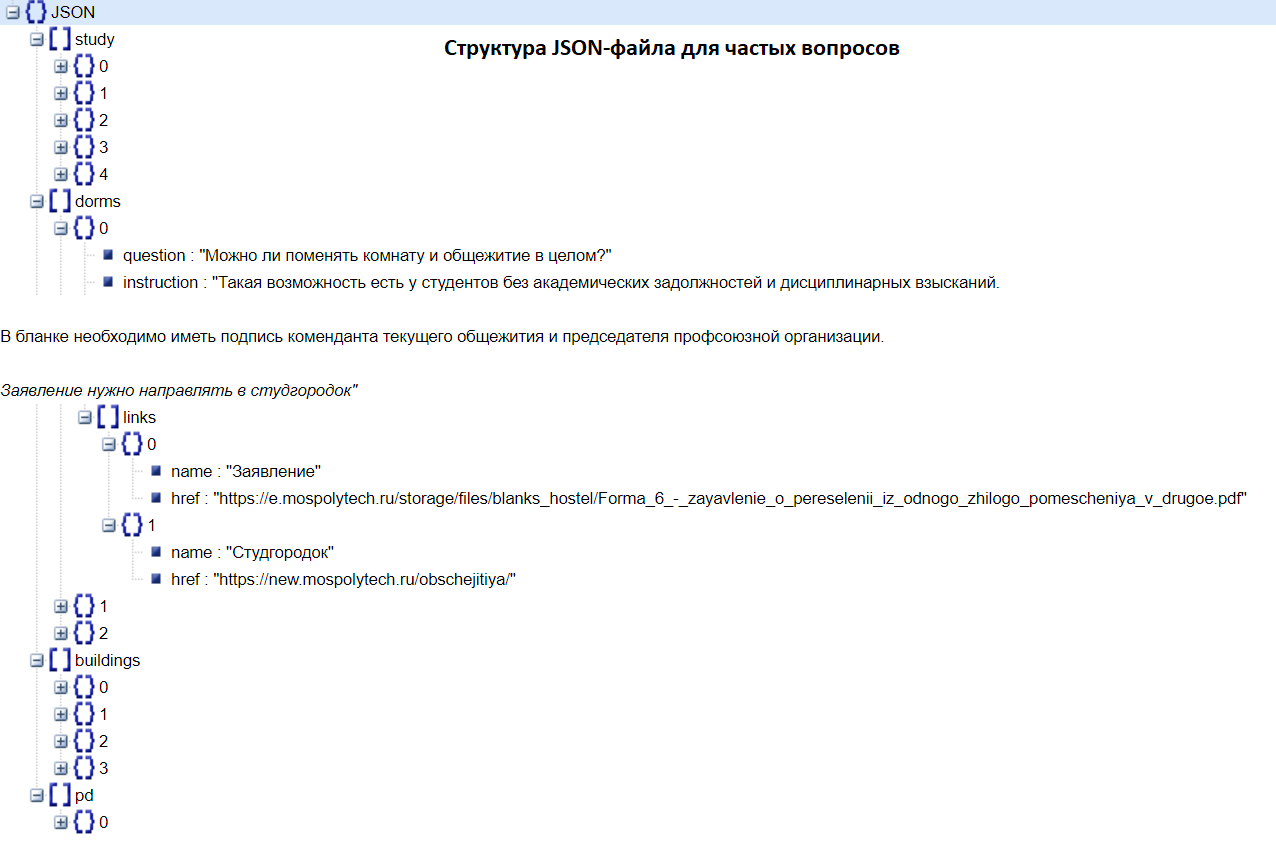 JSON
study
Структура JSON-файла для частых вопросов
0
1
2
3
4
dorms
0
question : "Можно ли поменять комнату и общежитие в целом?"
instruction : "Такая возможность есть у студентов без академических задолжностей и дисциплинарных взысканий.
В бланке необходимо иметь подпись коменданта текущего общежития и председателя профсоюзной организации.
Заявление нужно направлять в студгородок"
links
0
name : "Заявление"
href : "https://e.mospolytech.ru/storage/files/blanks_hostel/Forma_6_-_zayavlenie_o_pereselenii_iz_odnogo_zhilogo_pomescheniya_v_drugoe.pdf"
1
name : "Студгородок"
href : "https://new.mospolytech.ru/obschejitiya/"
1
2
buildings
0
1
2
3
pd
0